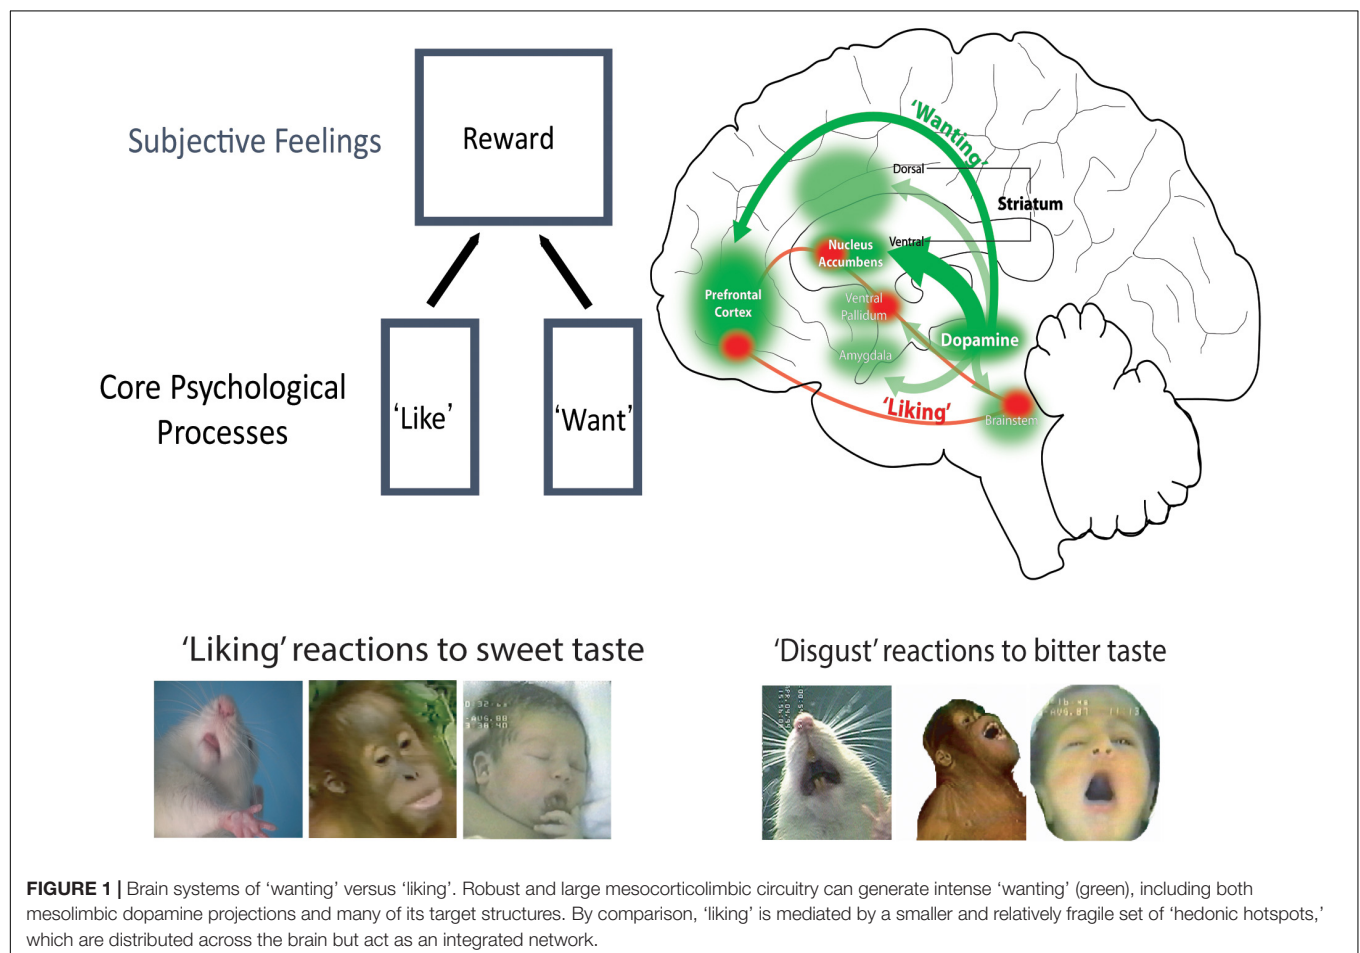 Subjective Feelings
Reward
Core Psychological
Processes
‘Like’
‘Want’
‘Wanting’
Dorsal
Striatum
Ventral
Nucleus
Accumbens
Prefrontal
Cortex
Ventral
Pallidum
Dopamine
Amygdala
‘Liking’
Brainstem
‘Liking’ reactions to sweet taste
‘Disgust’ reactions to bitter taste
FIGURE 1 | Brain systems of ‘wanting’ versus ‘liking’. Robust and large mesocorticolimbic circuitry can generate intense ‘wanting’ (green), including both
mesolimbic dopamine projections and many of its target structures. By comparison, ‘liking’ is mediated by a smaller and relatively fragile set of ‘hedonic hotspots,’
which are distributed across the brain but act as an integrated network.